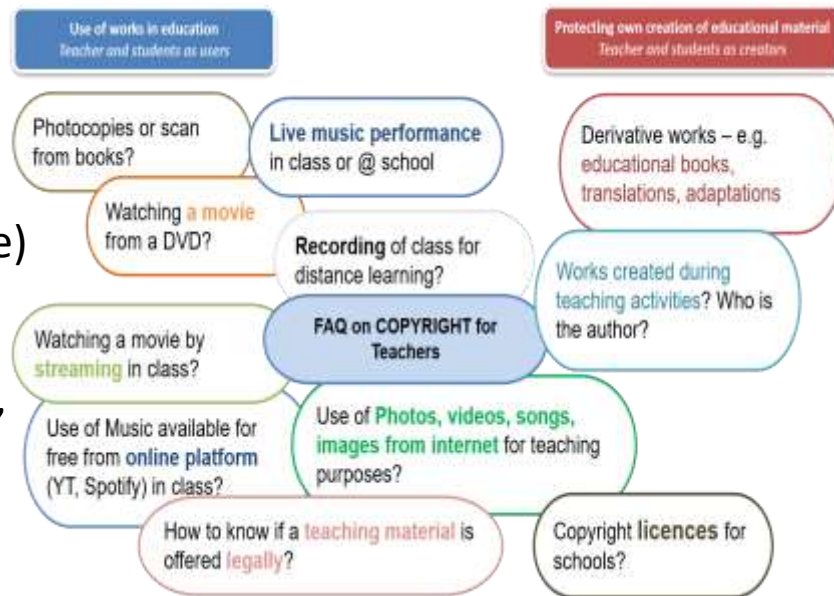 Use of works in education
Teacher and students as users
Protecting own creation of educational material
Teacher and students as creators
Photocopies or scan
from books?
Live music performance
in class or @ school
Derivative works – e.g.
educational books,
translations, adaptations
Watching a movie
from a DVD?
e)
Recording of class for
distance learning?
Works created during
teaching activities? Who is
the author?
FAQ on COPYRIGHT for
Teachers
Watching a movie by
streaming in class?
,
Use of Music available for
free from online platform
(YT, Spotify) in class?
Use of Photos, videos, songs,
images from internet for teaching
purposes?
How to know if a teaching material is
offered legally?
Copyright licences for
schools?